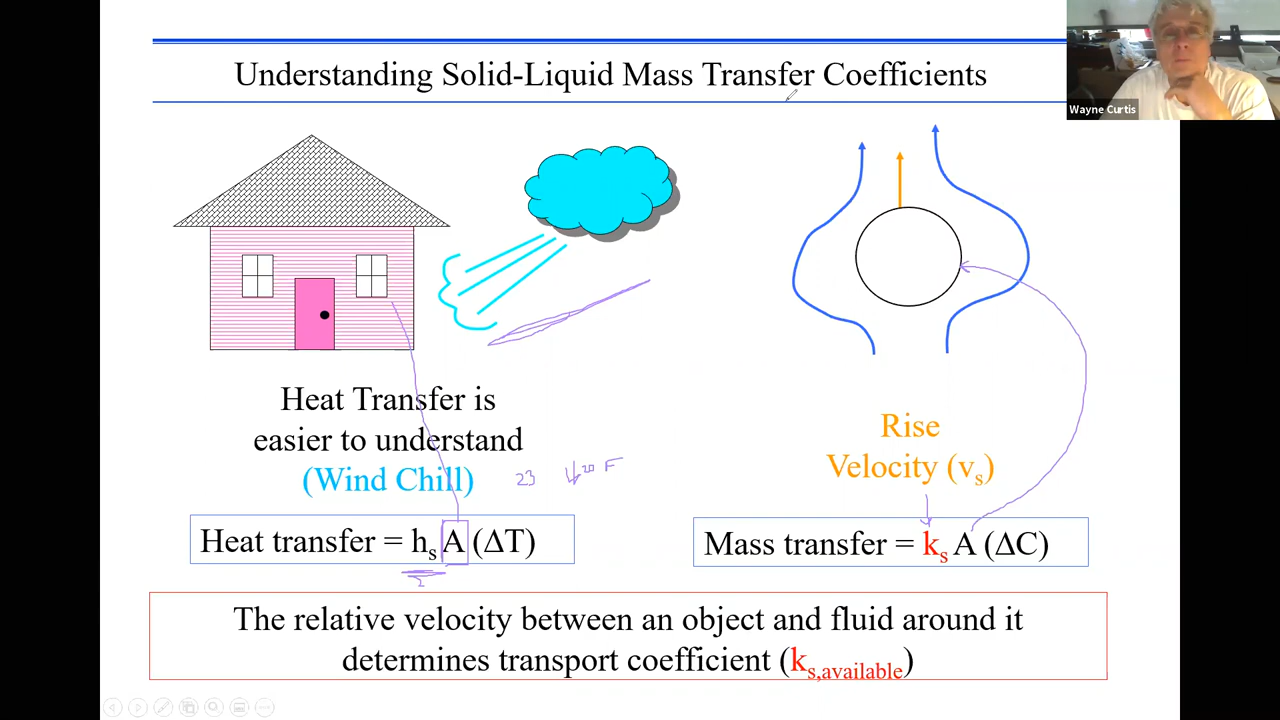 Understanding Solid-Liquid Mass Transfer Coefficients
Wayne Curtis
Heat Transfer is
easier to understand
(Wind Chill)
23 20 F
Heat transfer = hs A (ΔT)
Rise
Velocity (vs)
Mass transfer = ks A (ΔC)
The relative velocity between an object and fluid around it
determines transport coefficient (ks,available)